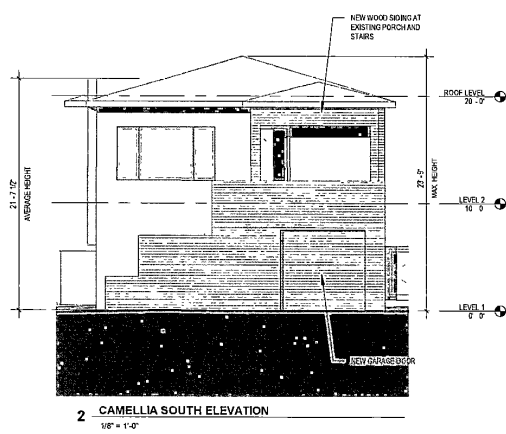 NEW WOOD SIDING AT
EXISTING PORCH AND
STAIRS
ROOF LEVEL
20 - 0"
21 - 7 1/2"
AVERAGE HEIGHT
23 - 9"
MAX. HEIGHT
LEVEL 2
10 0
LEVEL 1
0' 0"
NEW GARAGE DOOR
2 CAMELLIA SOUTH ELEVATION
1/8" = 1'-0"